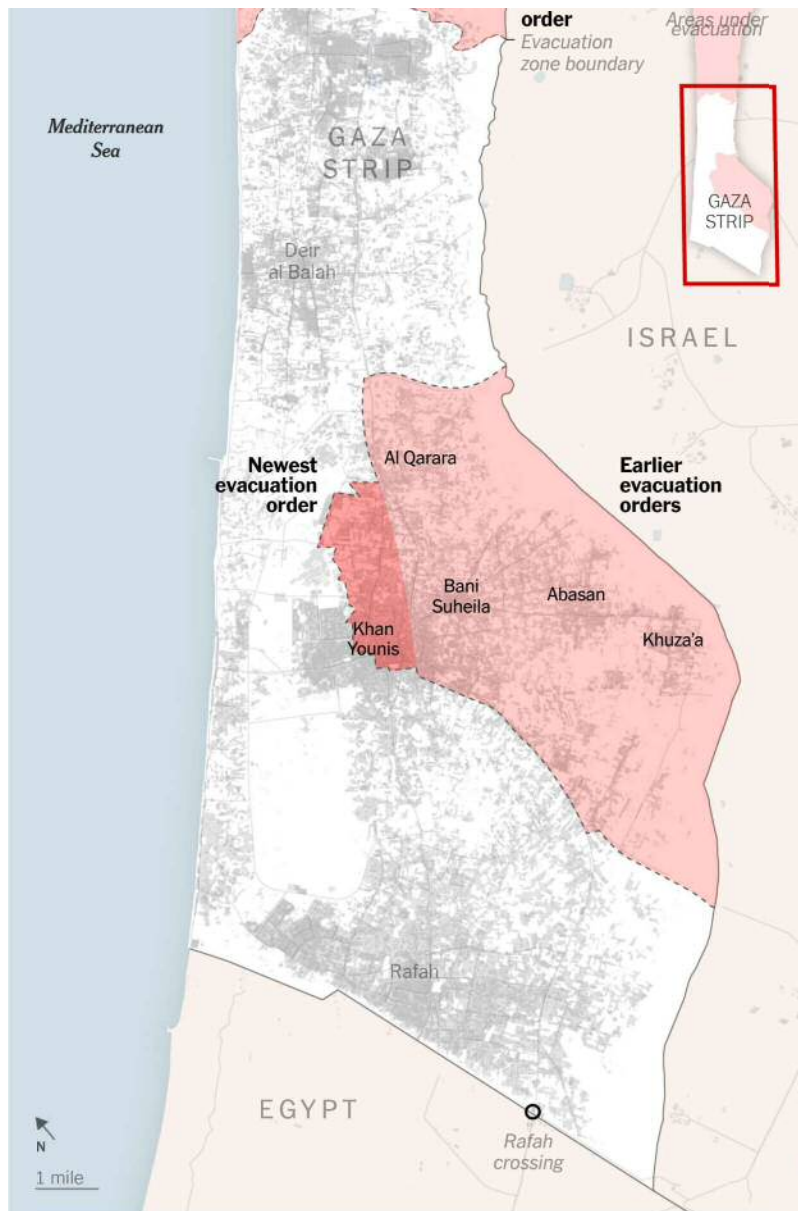 order
Evacuation
zone boundary
Areas under
evacuation
Mediterranean
Sea
GAZA
STRIP
GAZA
STRIP
Deir
al Balah
ISRAEL
Al Qarara
Newest
evacuation
order
Earlier
evacuation
orders
Bani
Suheila
Abasan
Khan
Younis
Khuza'a
Rafah
EGYPT
Rafah
crossing
N
1 mile